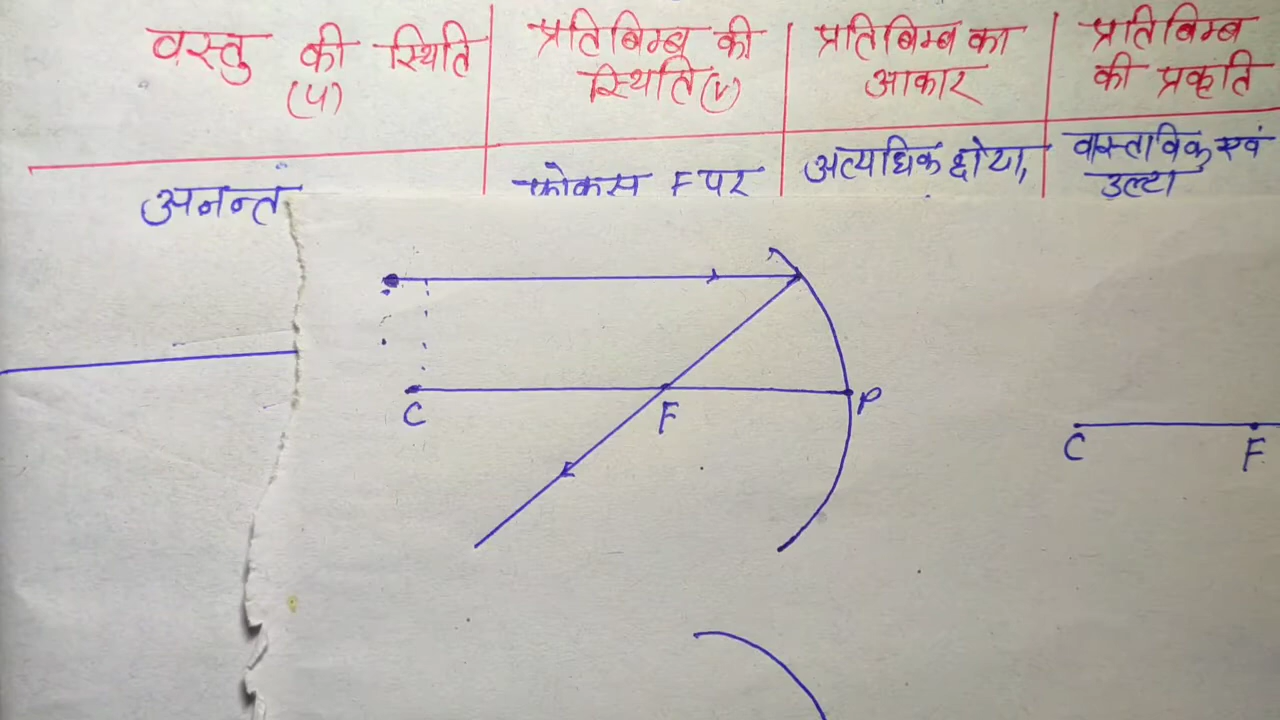 वस्तु की स्थिति
(u)
प्रतिबिम्ब की
स्थिति (v)
प्रतिबिम्ब का
आकार
प्रतिबिम्ब
की प्रकृति
अनन्त
फोकस F पर
अत्यधिक छोटा,
वास्तविक एवं
उल्टा
C F P
C F